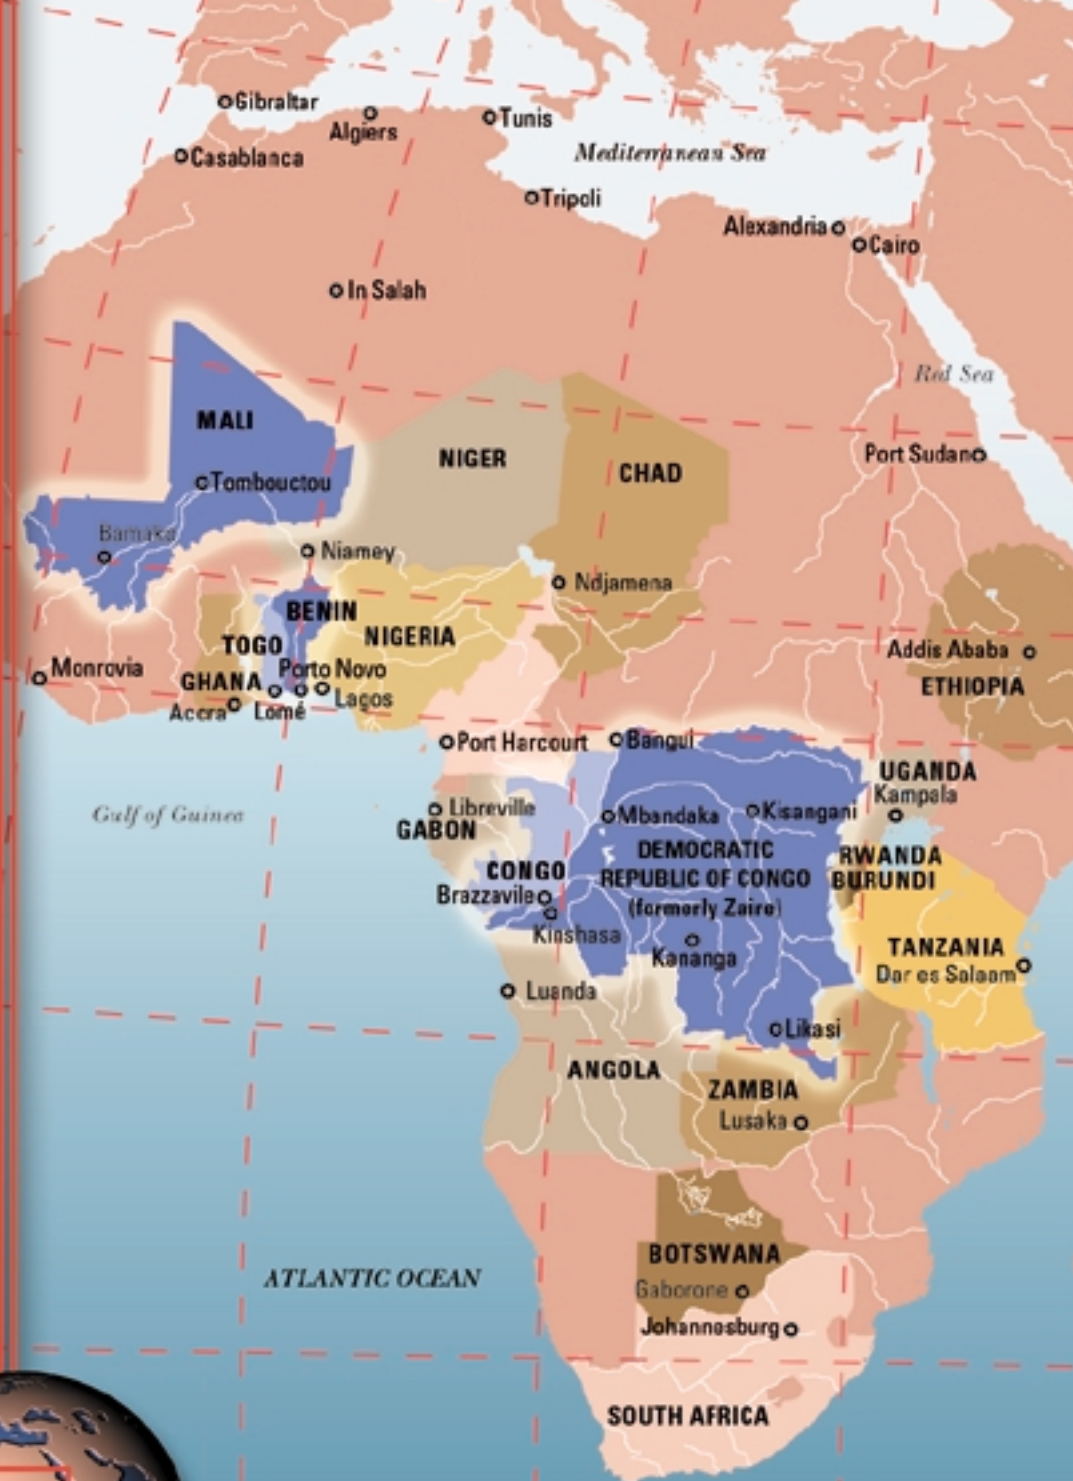 Gibraltar
Algiers
Tunis
Casablanca
Mediterranean Sea
Tripoli
Alexandria
Cairo
In Salah
Red Sea
MALI
NIGER
CHAD
Port Sudan
Tombouctou
Bamako
Niamey
Ndjamena
BENIN
TOGO
NIGERIA
Addis Ababa
Monrovia
Porto Novo
GHANA
ETHIOPIA
Lagos
Accra
Lomé
Port Harcourt
Bangui
UGANDA
Kampala
Gulf of Guinea
Libreville
Mbandaka
Kisangani
GABON
DEMOCRATIC
REPUBLIC OF CONGO
(formerly Zaire)
RWANDA
BURUNDI
CONGO
Brazzavile
Kinshasa
Kananga
TANZANIA
Dar es Salaam
Luanda
Likasi
ANGOLA
ZAMBIA
Lusaka
BOTSWANA
ATLANTIC OCEAN
Gaborone
Johannesburg
SOUTH AFRICA